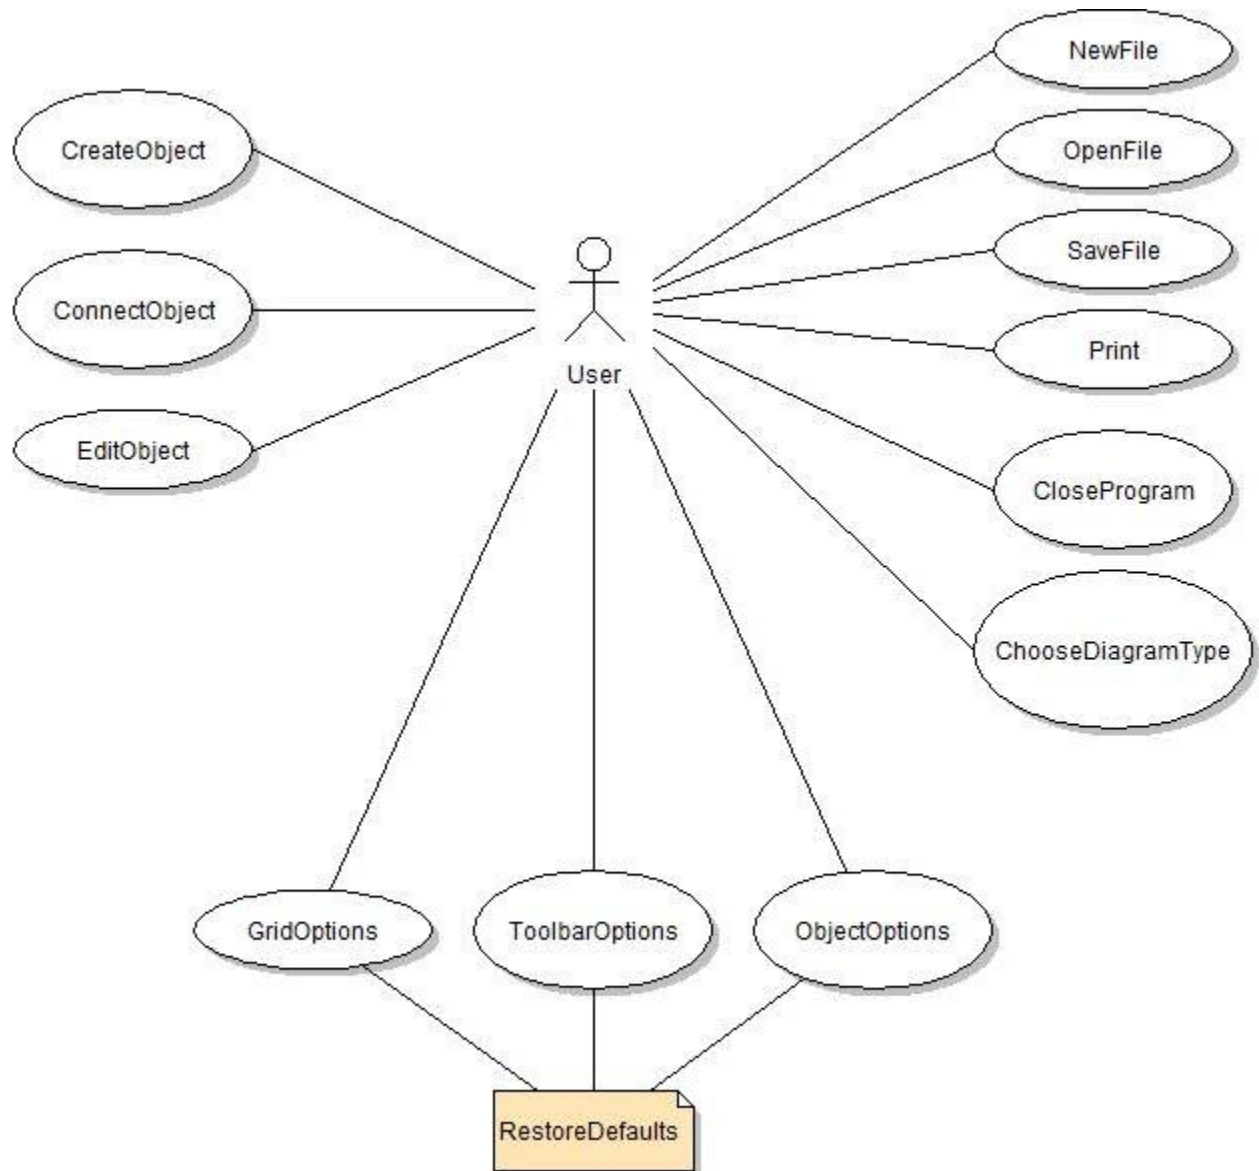 NewFile
CreateObject
OpenFile
SaveFile
ConnectObject
Print
User
EditObject
CloseProgram
ChooseDiagramType
GridOptions
ToolbarOptions
ObjectOptions
RestoreDefaults